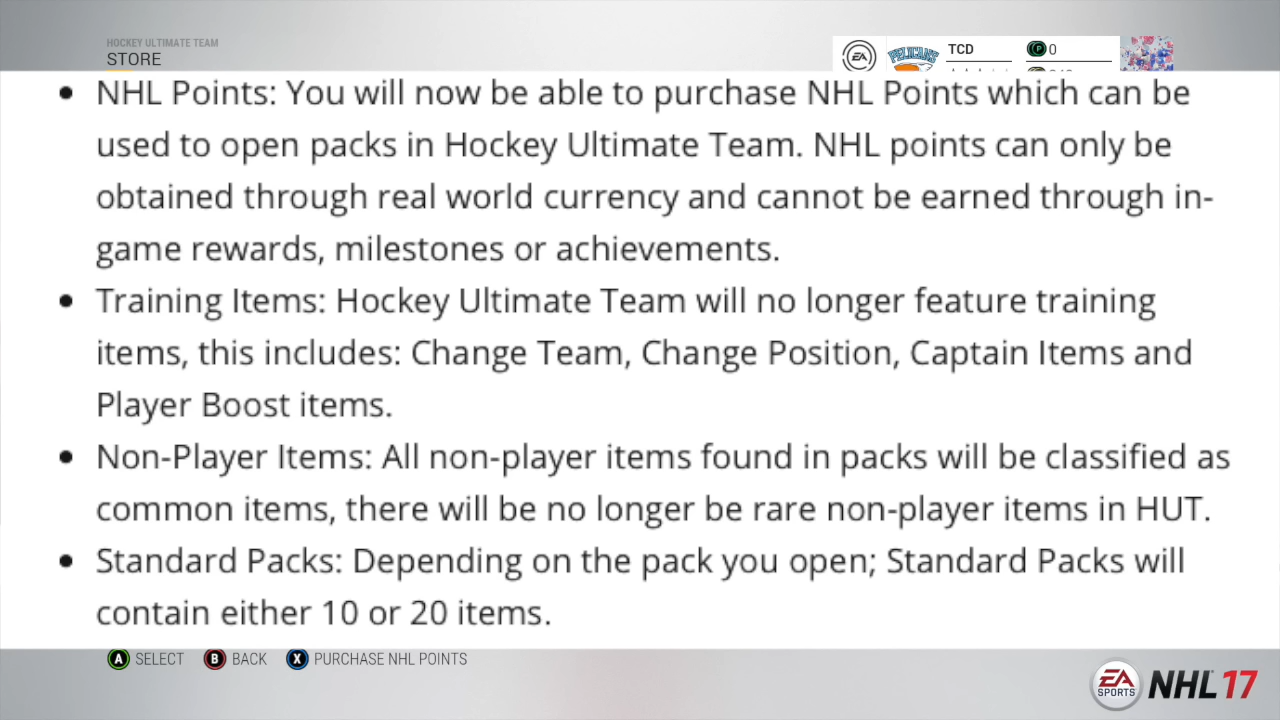 HOCKEY ULTIMATE TEAM
STORE
EA
PELICANS
TCD
P 0
• NHL Points: You will now be able to purchase NHL Points which can be
used to open packs in Hockey Ultimate Team. NHL points can only be
obtained through real world currency and cannot be earned through in-
game rewards, milestones or achievements.
• Training Items: Hockey Ultimate Team will no longer feature training
items, this includes: Change Team, Change Position, Captain Items and
Player Boost items.
• Non-Player Items: All non-player items found in packs will be classified as
common items, there will be no longer be rare non-player items in HUT.
• Standard Packs: Depending on the pack you open; Standard Packs will
contain either 10 or 20 items.
A SELECT B BACK X PURCHASE NHL POINTS
EA SPORTS NHL 17